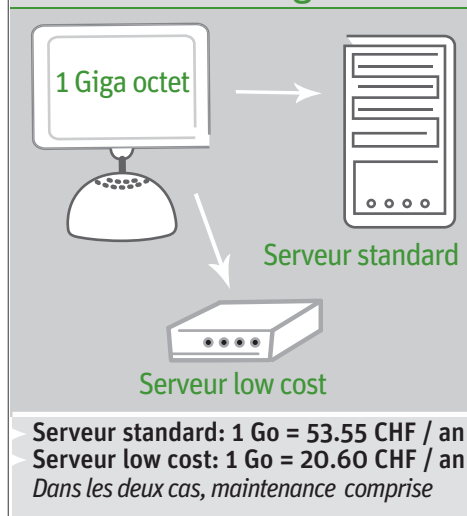 1 Giga octet
Serveur standard
Serveur low cost
Serveur standard: 1 Go = 53.55 CHF / an
Serveur low cost: 1 Go = 20.60 CHF / an
Dans les deux cas, maintenance comprise